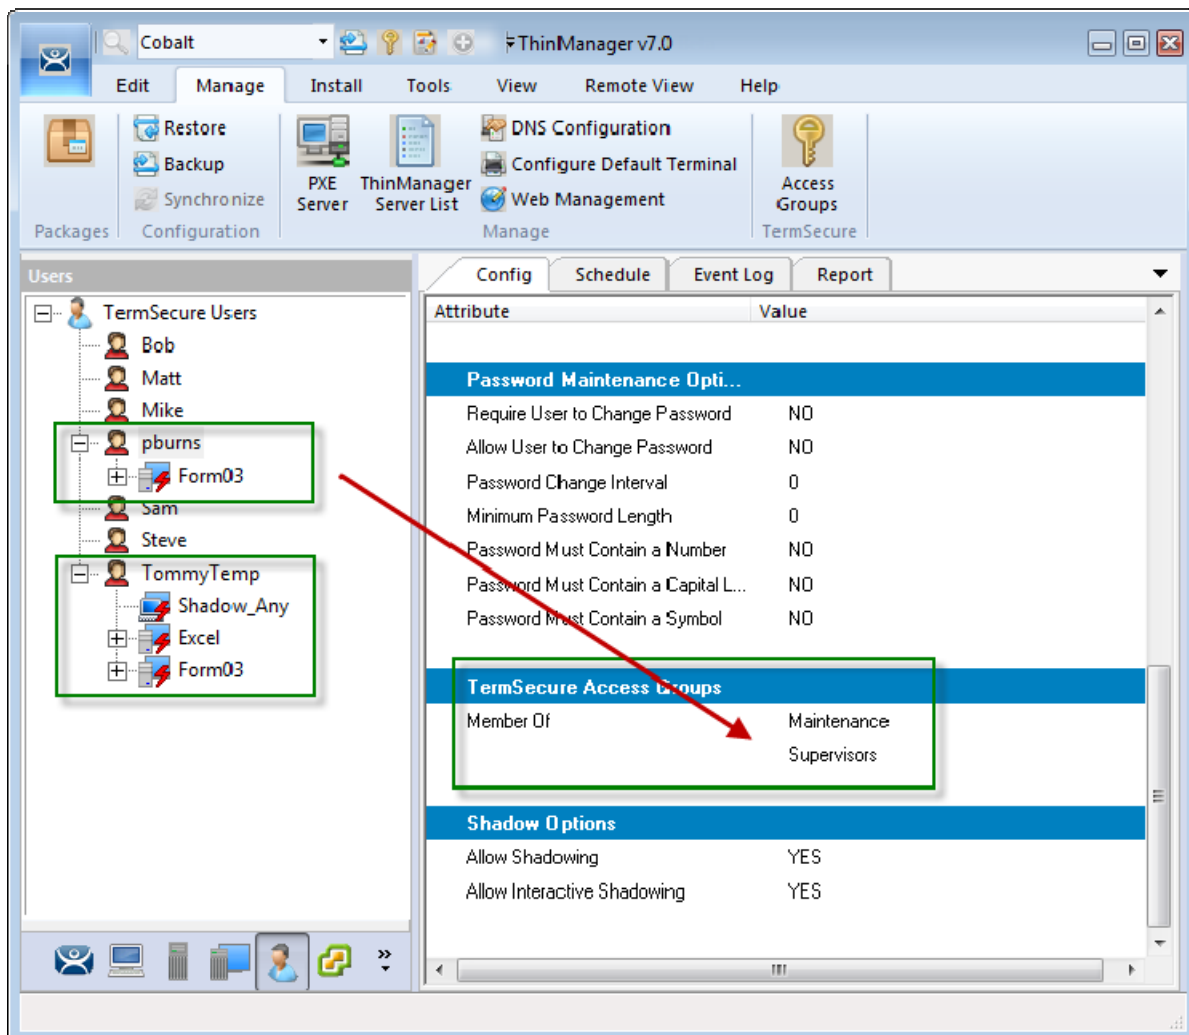 Cobalt
ThinManager v7.0
Edit Manage Install Tools View Remote View Help
Restore
Backup
Synchronize
PXE Server
ThinManager Server List
DNS Configuration
Configure Default Terminal
Web Management
Access Groups
Packages Configuration Manage TermSecure
Users
TermSecure Users
Bob
Matt
Mike
pburns
Form03
Sam
Steve
TommyTemp
Shadow_Any
Excel
Form03
Config Schedule Event Log Report
Attribute Value
Password Maintenance Opti...
Require User to Change Password NO
Allow User to Change Password NO
Password Change Interval 0
Minimum Password Length 0
Password Must Contain a Number NO
Password Must Contain a Capital L... NO
Password Must Contain a Symbol NO
TermSecure Access Groups
Member Of Maintenance
Supervisors
Shadow Options
Allow Shadowing YES
Allow Interactive Shadowing YES